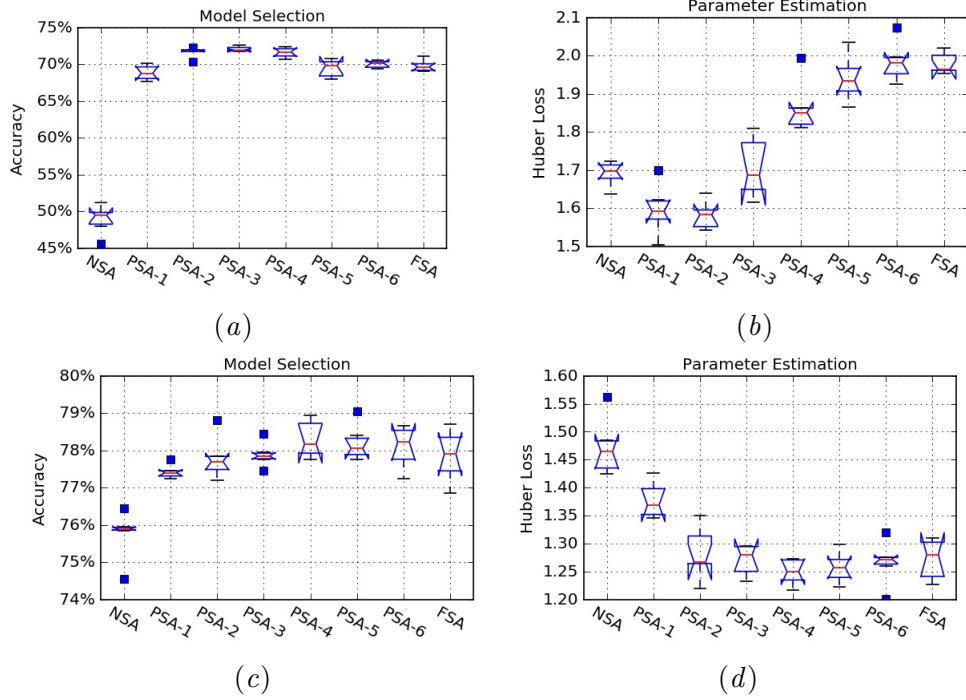 Model Selection
Accuracy
75%
70%
65%
60%
55%
50%
45%
NSA PSA-1 PSA-2 PSA-3 PSA-4 PSA-5 PSA-6 FSA
(a)
Parameter Estimation
Huber Loss
2.1
2.0
1.9
1.8
1.7
1.6
1.5
NSA PSA-1 PSA-2 PSA-3 PSA-4 PSA-5 PSA-6 FSA
(b)
Model Selection
Accuracy
80%
79%
78%
77%
76%
75%
74%
NSA PSA-1 PSA-2 PSA-3 PSA-4 PSA-5 PSA-6 FSA
(c)
Parameter Estimation
Huber Loss
1.60
1.55
1.50
1.45
1.40
1.35
1.30
1.25
1.20
NSA PSA-1 PSA-2 PSA-3 PSA-4 PSA-5 PSA-6 FSA
(d)